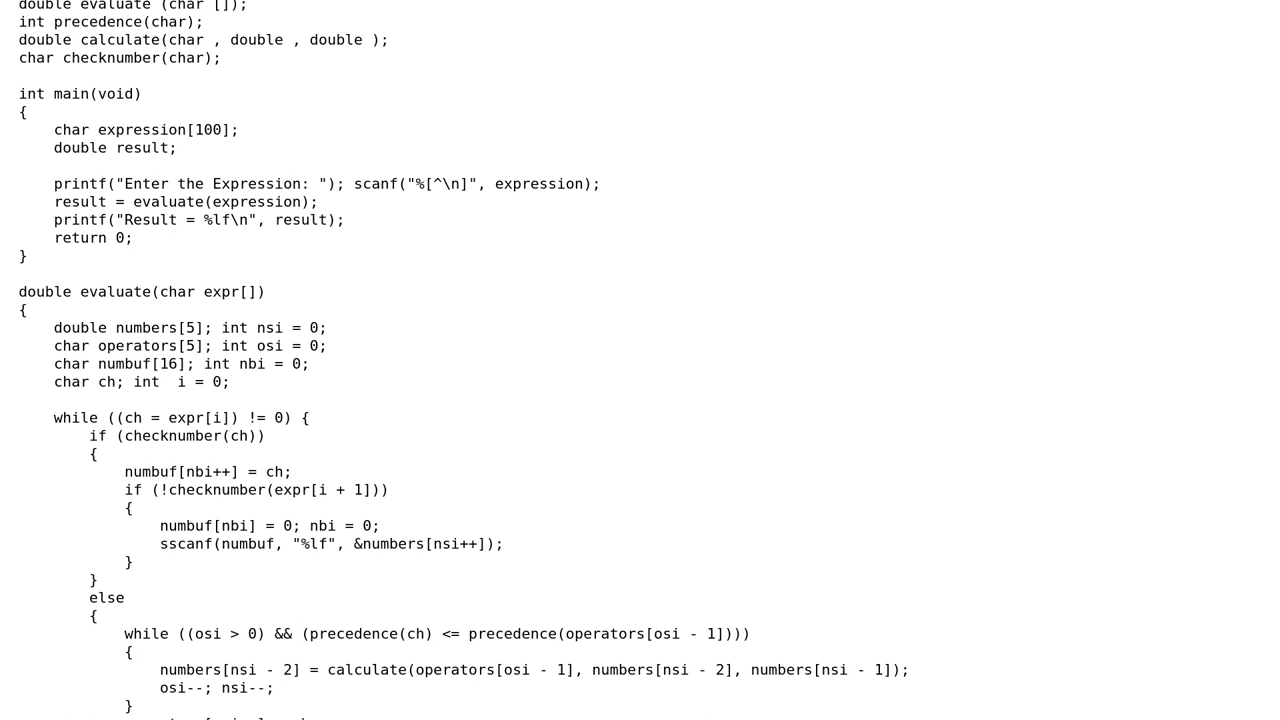 double evaluate (char []);
int precedence(char);
double calculate(char , double , double );
char checknumber(char);

int main(void)
{
    char expression[100];
    double result;

    printf("Enter the Expression: "); scanf("%[^\n]", expression);
    result = evaluate(expression);
    printf("Result = %lf\n", result);
    return 0;
}

double evaluate(char expr[])
{
    double numbers[5]; int nsi = 0;
    char operators[5]; int osi = 0;
    char numbuf[16]; int nbi = 0;
    char ch; int  i = 0;

    while ((ch = expr[i]) != 0) {
        if (checknumber(ch))
        {
            numbuf[nbi++] = ch;
            if (!checknumber(expr[i + 1]))
            {
                numbuf[nbi] = 0; nbi = 0;
                sscanf(numbuf, "%lf", &numbers[nsi++]);
            }
        }
        else
        {
            while ((osi > 0) && (precedence(ch) <= precedence(operators[osi - 1])))
            {
                numbers[nsi - 2] = calculate(operators[osi - 1], numbers[nsi - 2], numbers[nsi - 1]);
                osi--; nsi--;
            }